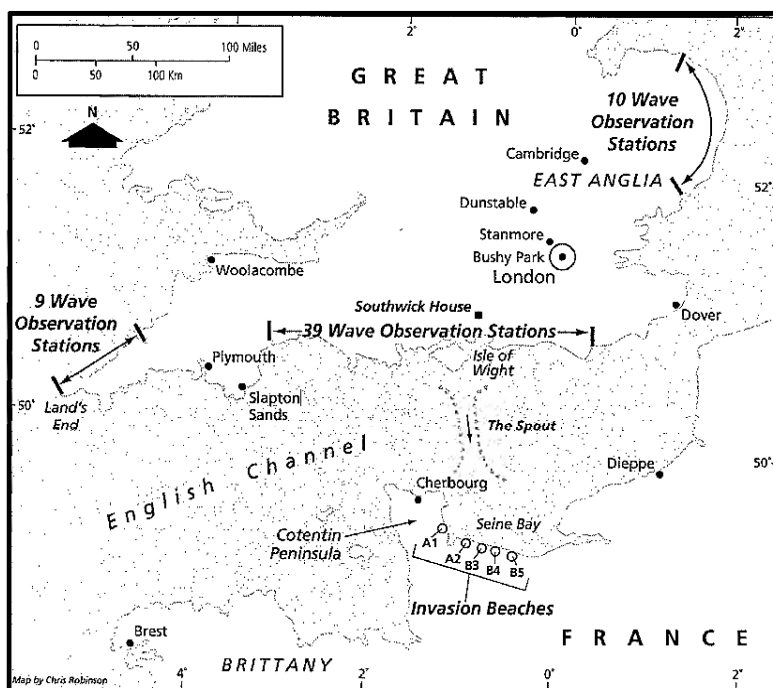 2°
0°
2°
0
50
100 Miles
0
50
100 Km
N
GREAT
BRITAIN
10 Wave
Observation
Stations
52°
52°
Cambridge
EAST ANGLIA
Dunstable
Stanmore
Bushy Park
London
Woolacombe
9 Wave
Observation
Stations
Southwick House
39 Wave Observation Stations
Dover
Isle of
Wight
Plymouth
Slapton
Sands
Land's
End
50°
50°
The Spout
English Channel
Dieppe
Cherbourg
Cotentin
Peninsula
Seine Bay
A1
A2
B3
B4
B5
Invasion Beaches
Brest
BRITTANY
FRANCE
Map by Chris Robinson
4°
2°
0°
2°